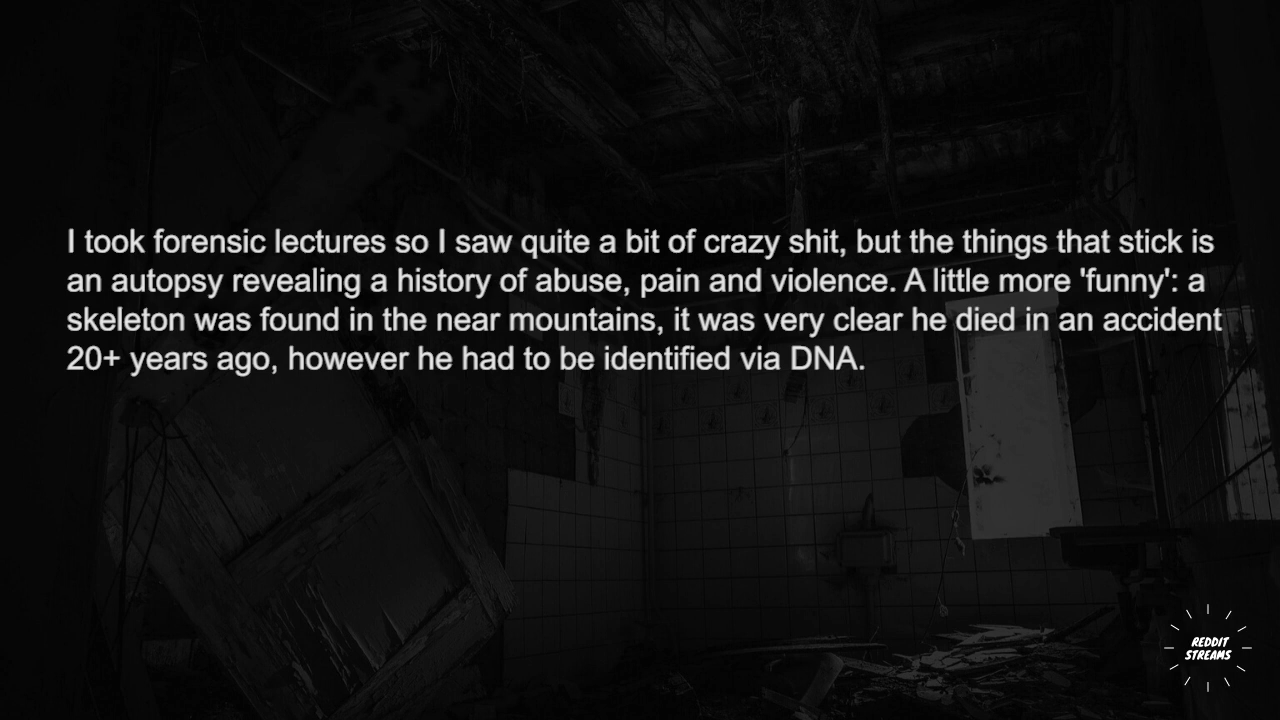 I took forensic lectures so I saw quite a bit of crazy shit, but the things that stick is
an autopsy revealing a history of abuse, pain and violence. A little more 'funny': a
skeleton was found in the near mountains, it was very clear he died in an accident
20+ years ago, however he had to be identified via DNA.
REDDIT
STREAMS